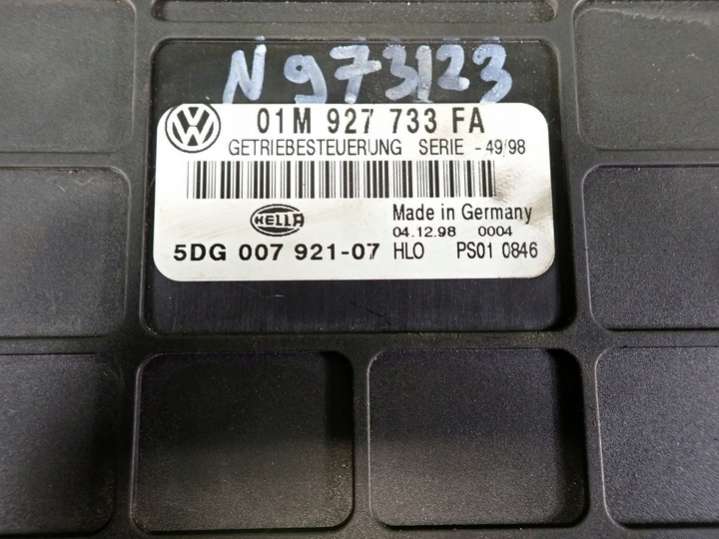 N 973123
01M 927 733 FA
GETRIEBESTEUERUNG SERIE - 49/98
HELLA
Made in Germany
04.12.98 0004
5DG 007 921-07 HLO PS01 0846